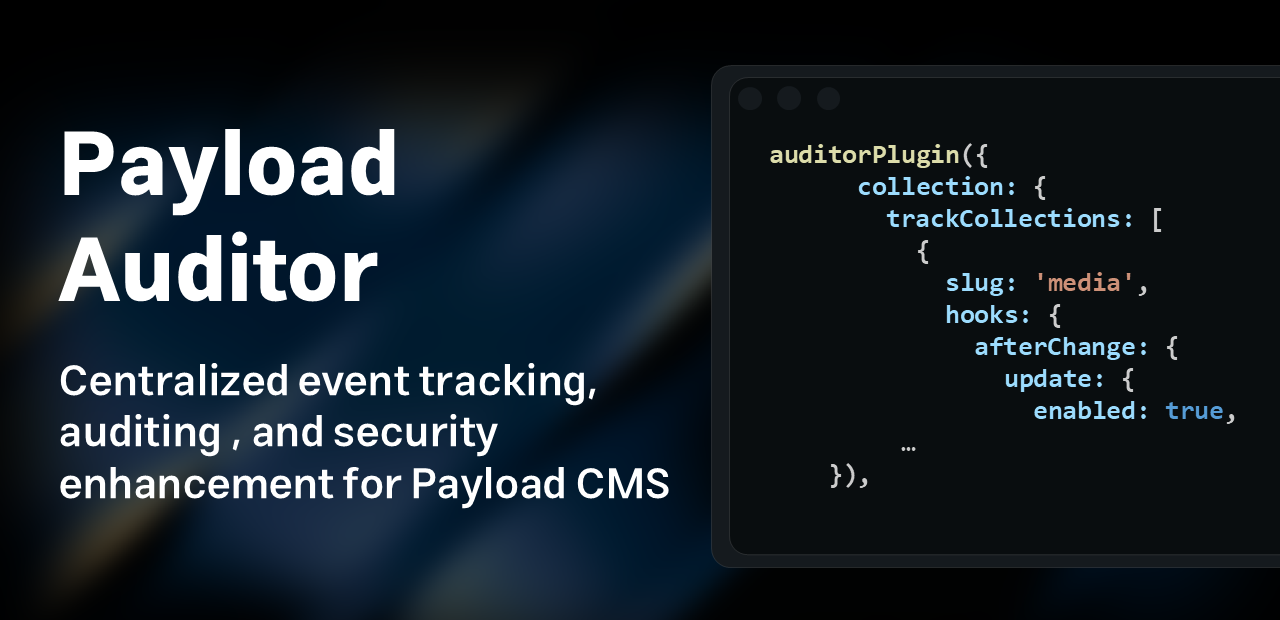 Payload
Auditor
Centralized event tracking,
auditing , and security
enhancement for Payload CMS
auditorPlugin({
collection: {
trackCollections: [
{
slug: 'media',
hooks: {
afterChange: {
update: {
enabled: true,
…
}),